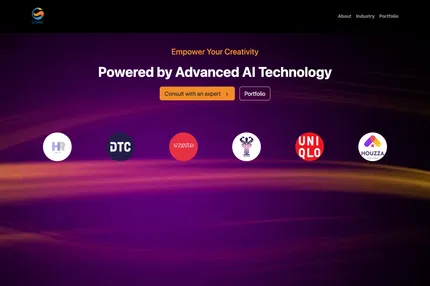 About Industry Portfolio
Empower Your Creativity
Powered by Advanced AI Technology
Consult with an expert
Portfolio
HR
DTC
UNI
QLO
HOUZZA